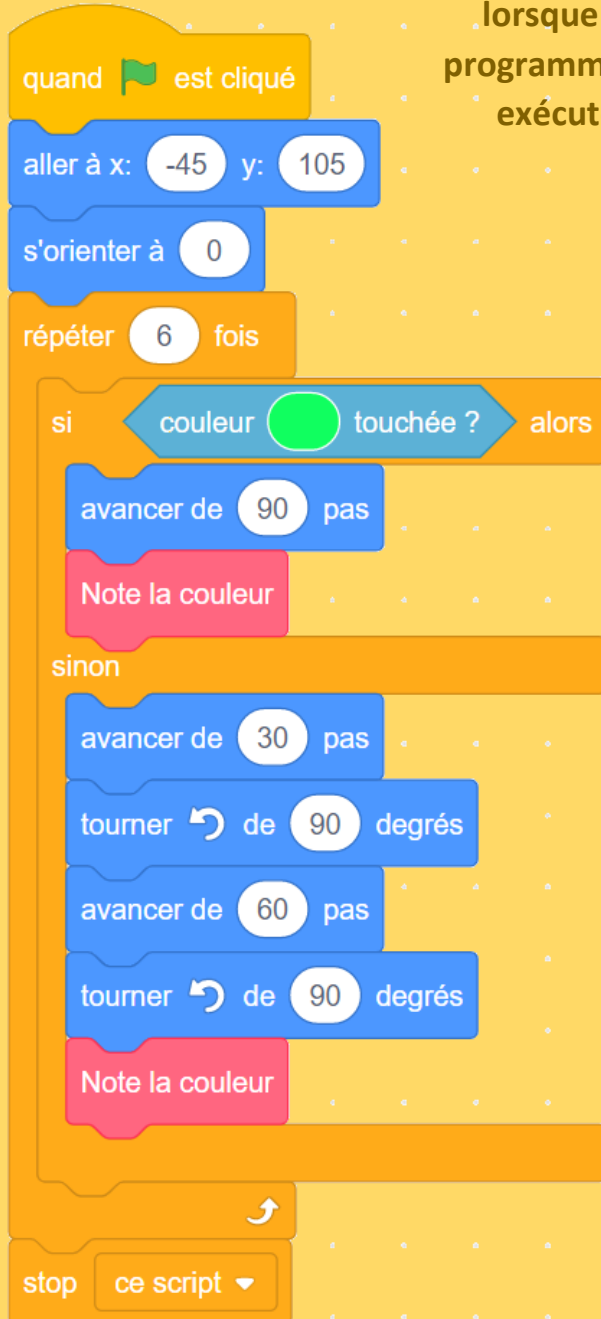 lorsque
programm
exécut
quand est cliqué
aller à x: -45 y: 105
s'orienter à 0
répéter 6 fois
si couleur touchée ? alors
avancer de 90 pas
Note la couleur
sinon
avancer de 30 pas
tourner de 90 degrés
avancer de 60 pas
tourner de 90 degrés
Note la couleur
stop ce script